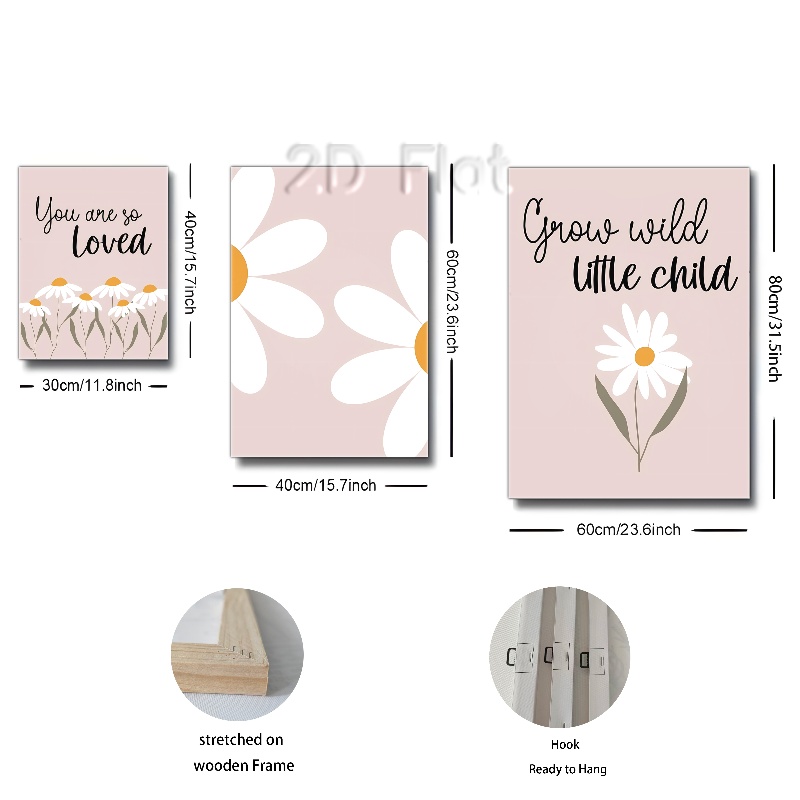 2D Flat
You are so
loved
40cm/15.7inch
30cm/11.8inch
60cm/23.6inch
40cm/15.7inch
Grow wild
little child
80cm/31.5inch
60cm/23.6inch
stretched on
wooden Frame
Hook
Ready to Hang